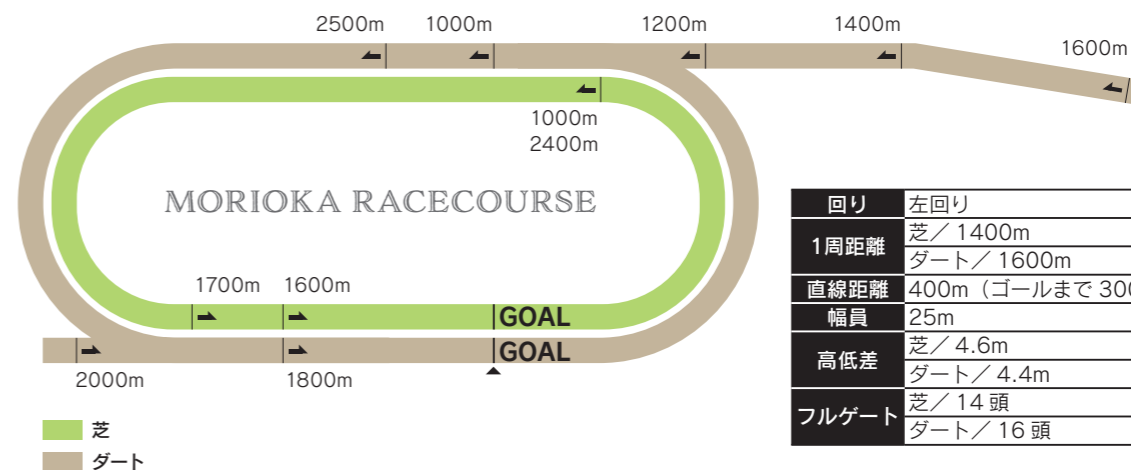 2500m
1000m
1200m
1400m
1600m
1000m
2400m
MORIOKA RACECOURSE
1700m
1600m
GOAL
GOAL
2000m
1800m
芝
ダート
回り 左回り
1周距離 芝／1400m
ダート／1600m
直線距離 400m（ゴールまで300
幅員 25m
高低差 芝／4.6m
ダート／4.4m
フルゲート 芝／14頭
ダート／16頭